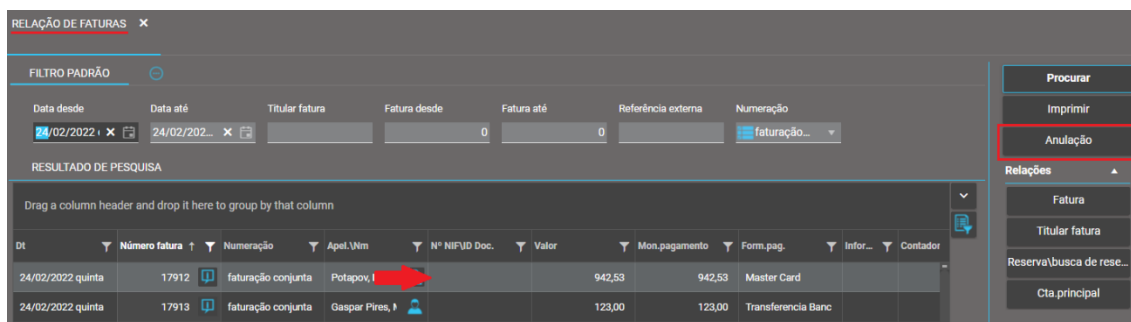 RELAÇÃO DE FATURAS
FILTRO PADRÃO
Data desde Data até Titular fatura Fatura desde Fatura até Referência externa Numeração
24/02/2022 24/02/202... 0 0 faturação...
RESULTADO DE PESQUISA
Drag a column header and drop it here to group by that column
Dt Número fatura Numeração Apel.\Nm Nº NIF\ID Doc. Valor Mon.pagamento Form.pag. Infor... Contador
24/02/2022 quinta 17912 faturação conjunta Potapov, 942,53 942,53 Master Card
24/02/2022 quinta 17913 faturação conjunta Gaspar Pires, 123,00 123,00 Transferencia Banc
Procurar
Imprimir
Anulação
Relações
Fatura
Titular fatura
Reserva\busca de rese...
Cta.principal